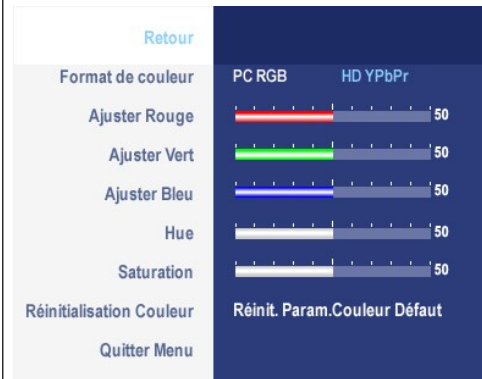 Retour
Format de couleur PC RGB HD YPbPr
Ajuster Rouge 50
Ajuster Vert 50
Ajuster Bleu 50
Hue 50
Saturation 50
Réinitialisation Couleur Réinit. Param.Couleur Défaut
Quitter Menu